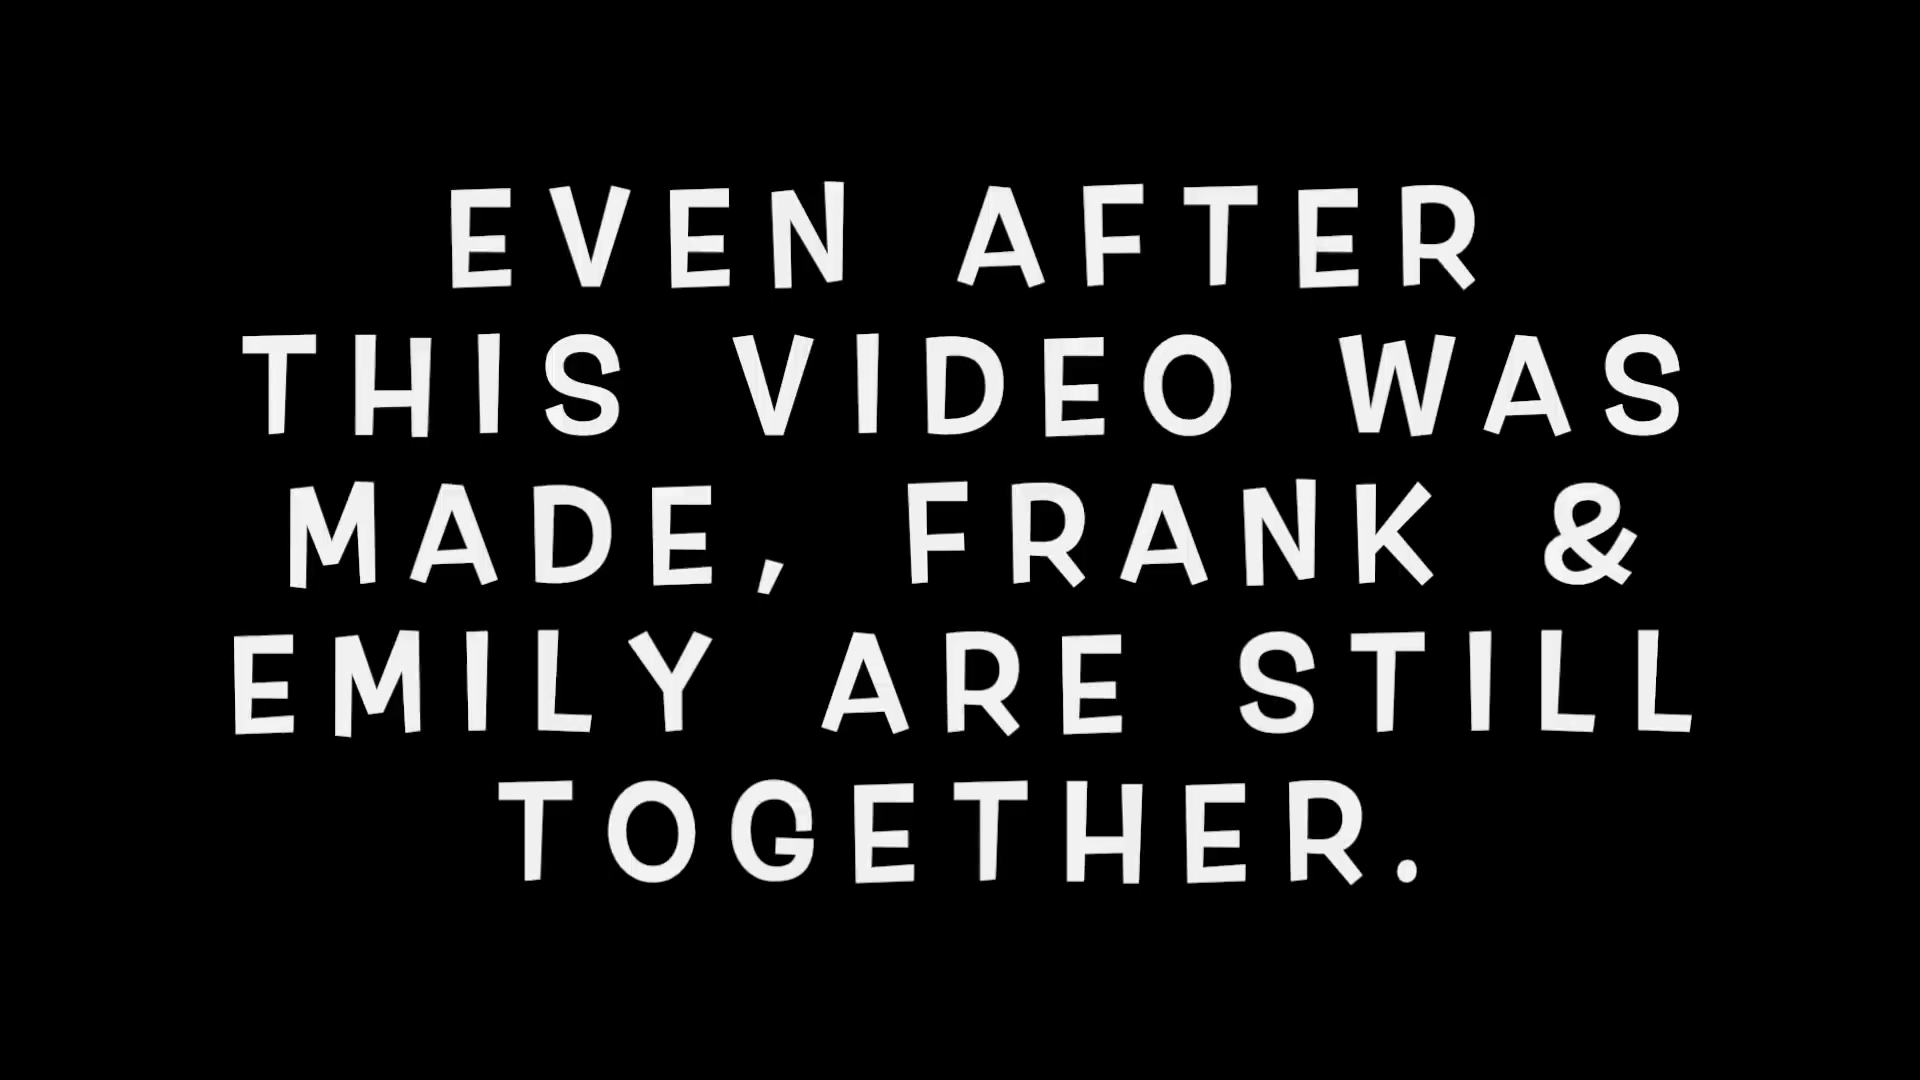 EVEN AFTER
THIS VIDEO WAS
MADE, FRANK &
EMILY ARE STILL
TOGETHER.